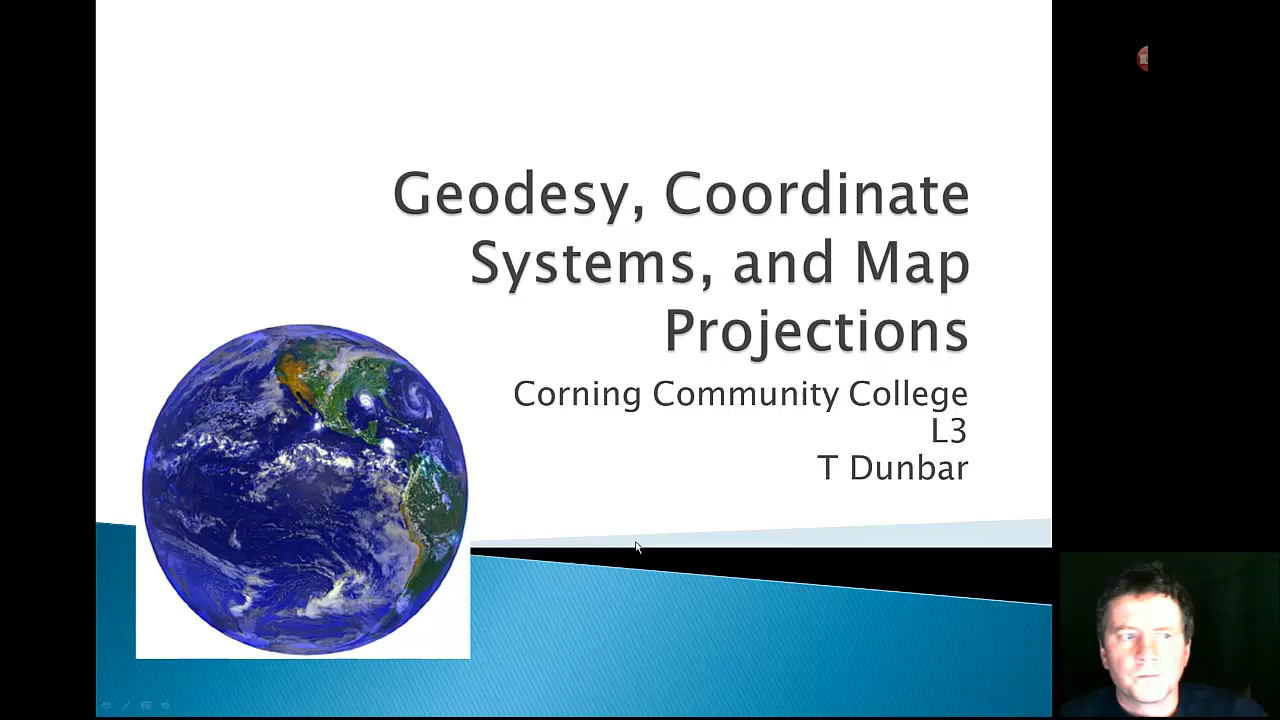 Geodesy, Coordinate
Systems, and Map
Projections
Corning Community College
L3
T Dunbar